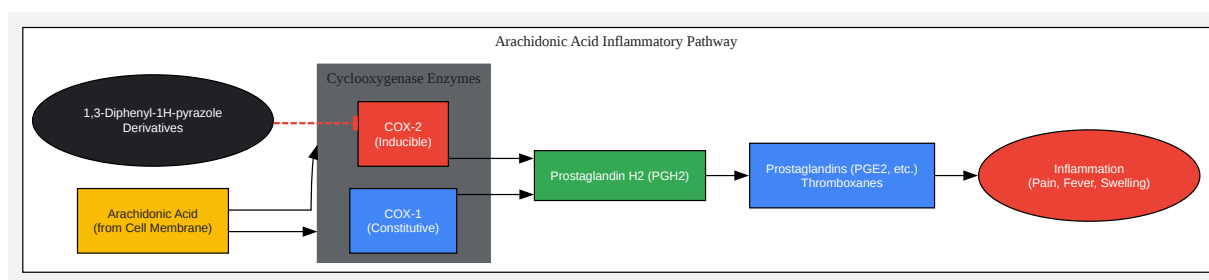 Arachidonic Acid Inflammatory Pathway
Cyclooxygenase Enzymes
1,3-Diphenyl-1H-pyrazole
Derivatives
COX-2
(Inducible)
Arachidonic Acid
(from Cell Membrane)
COX-1
(Constitutive)
Prostaglandin H2 (PGH2)
Prostaglandins (PGE2, etc.)
Thromboxanes
Inflammation
(Pain, Fever, Swelling)